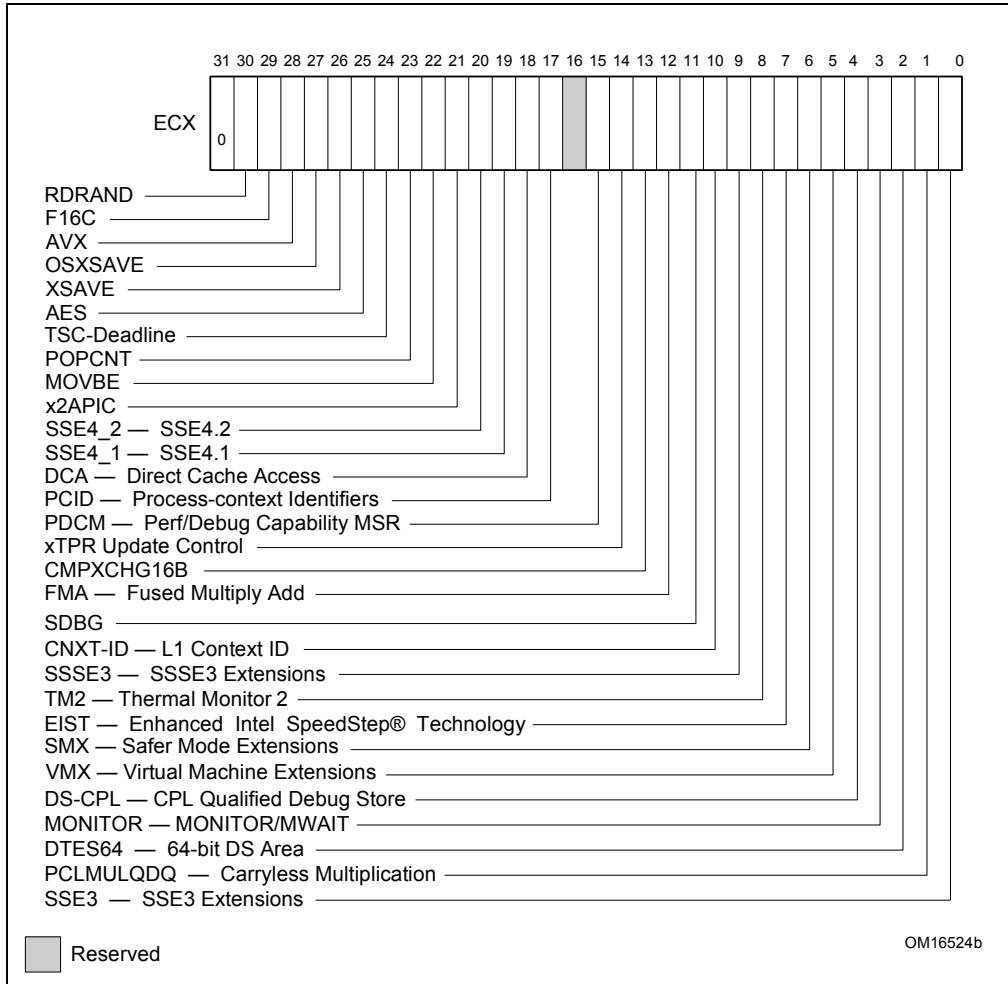 31 30 29 28 27 26 25 24 23 22 21 20 19 18 17 16 15 14 13 12 11 10 9 8 7 6 5 4 3 2 1 0
ECX
0
RDRAND
F16C
AVX
OSXSAVE
XSAVE
AES
TSC-Deadline
POPCNT
MOVBE
x2APIC
SSE4_2 — SSE4.2
SSE4_1 — SSE4.1
DCA — Direct Cache Access
PCID — Process-context Identifiers
PDCM — Perf/Debug Capability MSR
xTPR Update Control
CMPXCHG16B
FMA — Fused Multiply Add
SDBG
CNXT-ID — L1 Context ID
SSSE3 — SSSE3 Extensions
TM2 — Thermal Monitor 2
EIST — Enhanced Intel SpeedStep® Technology
SMX — Safer Mode Extensions
VMX — Virtual Machine Extensions
DS-CPL — CPL Qualified Debug Store
MONITOR — MONITOR/MWAIT
DTES64 — 64-bit DS Area
PCLMULQDQ — Carryless Multiplication
SSE3 — SSE3 Extensions
Reserved
OM16524b